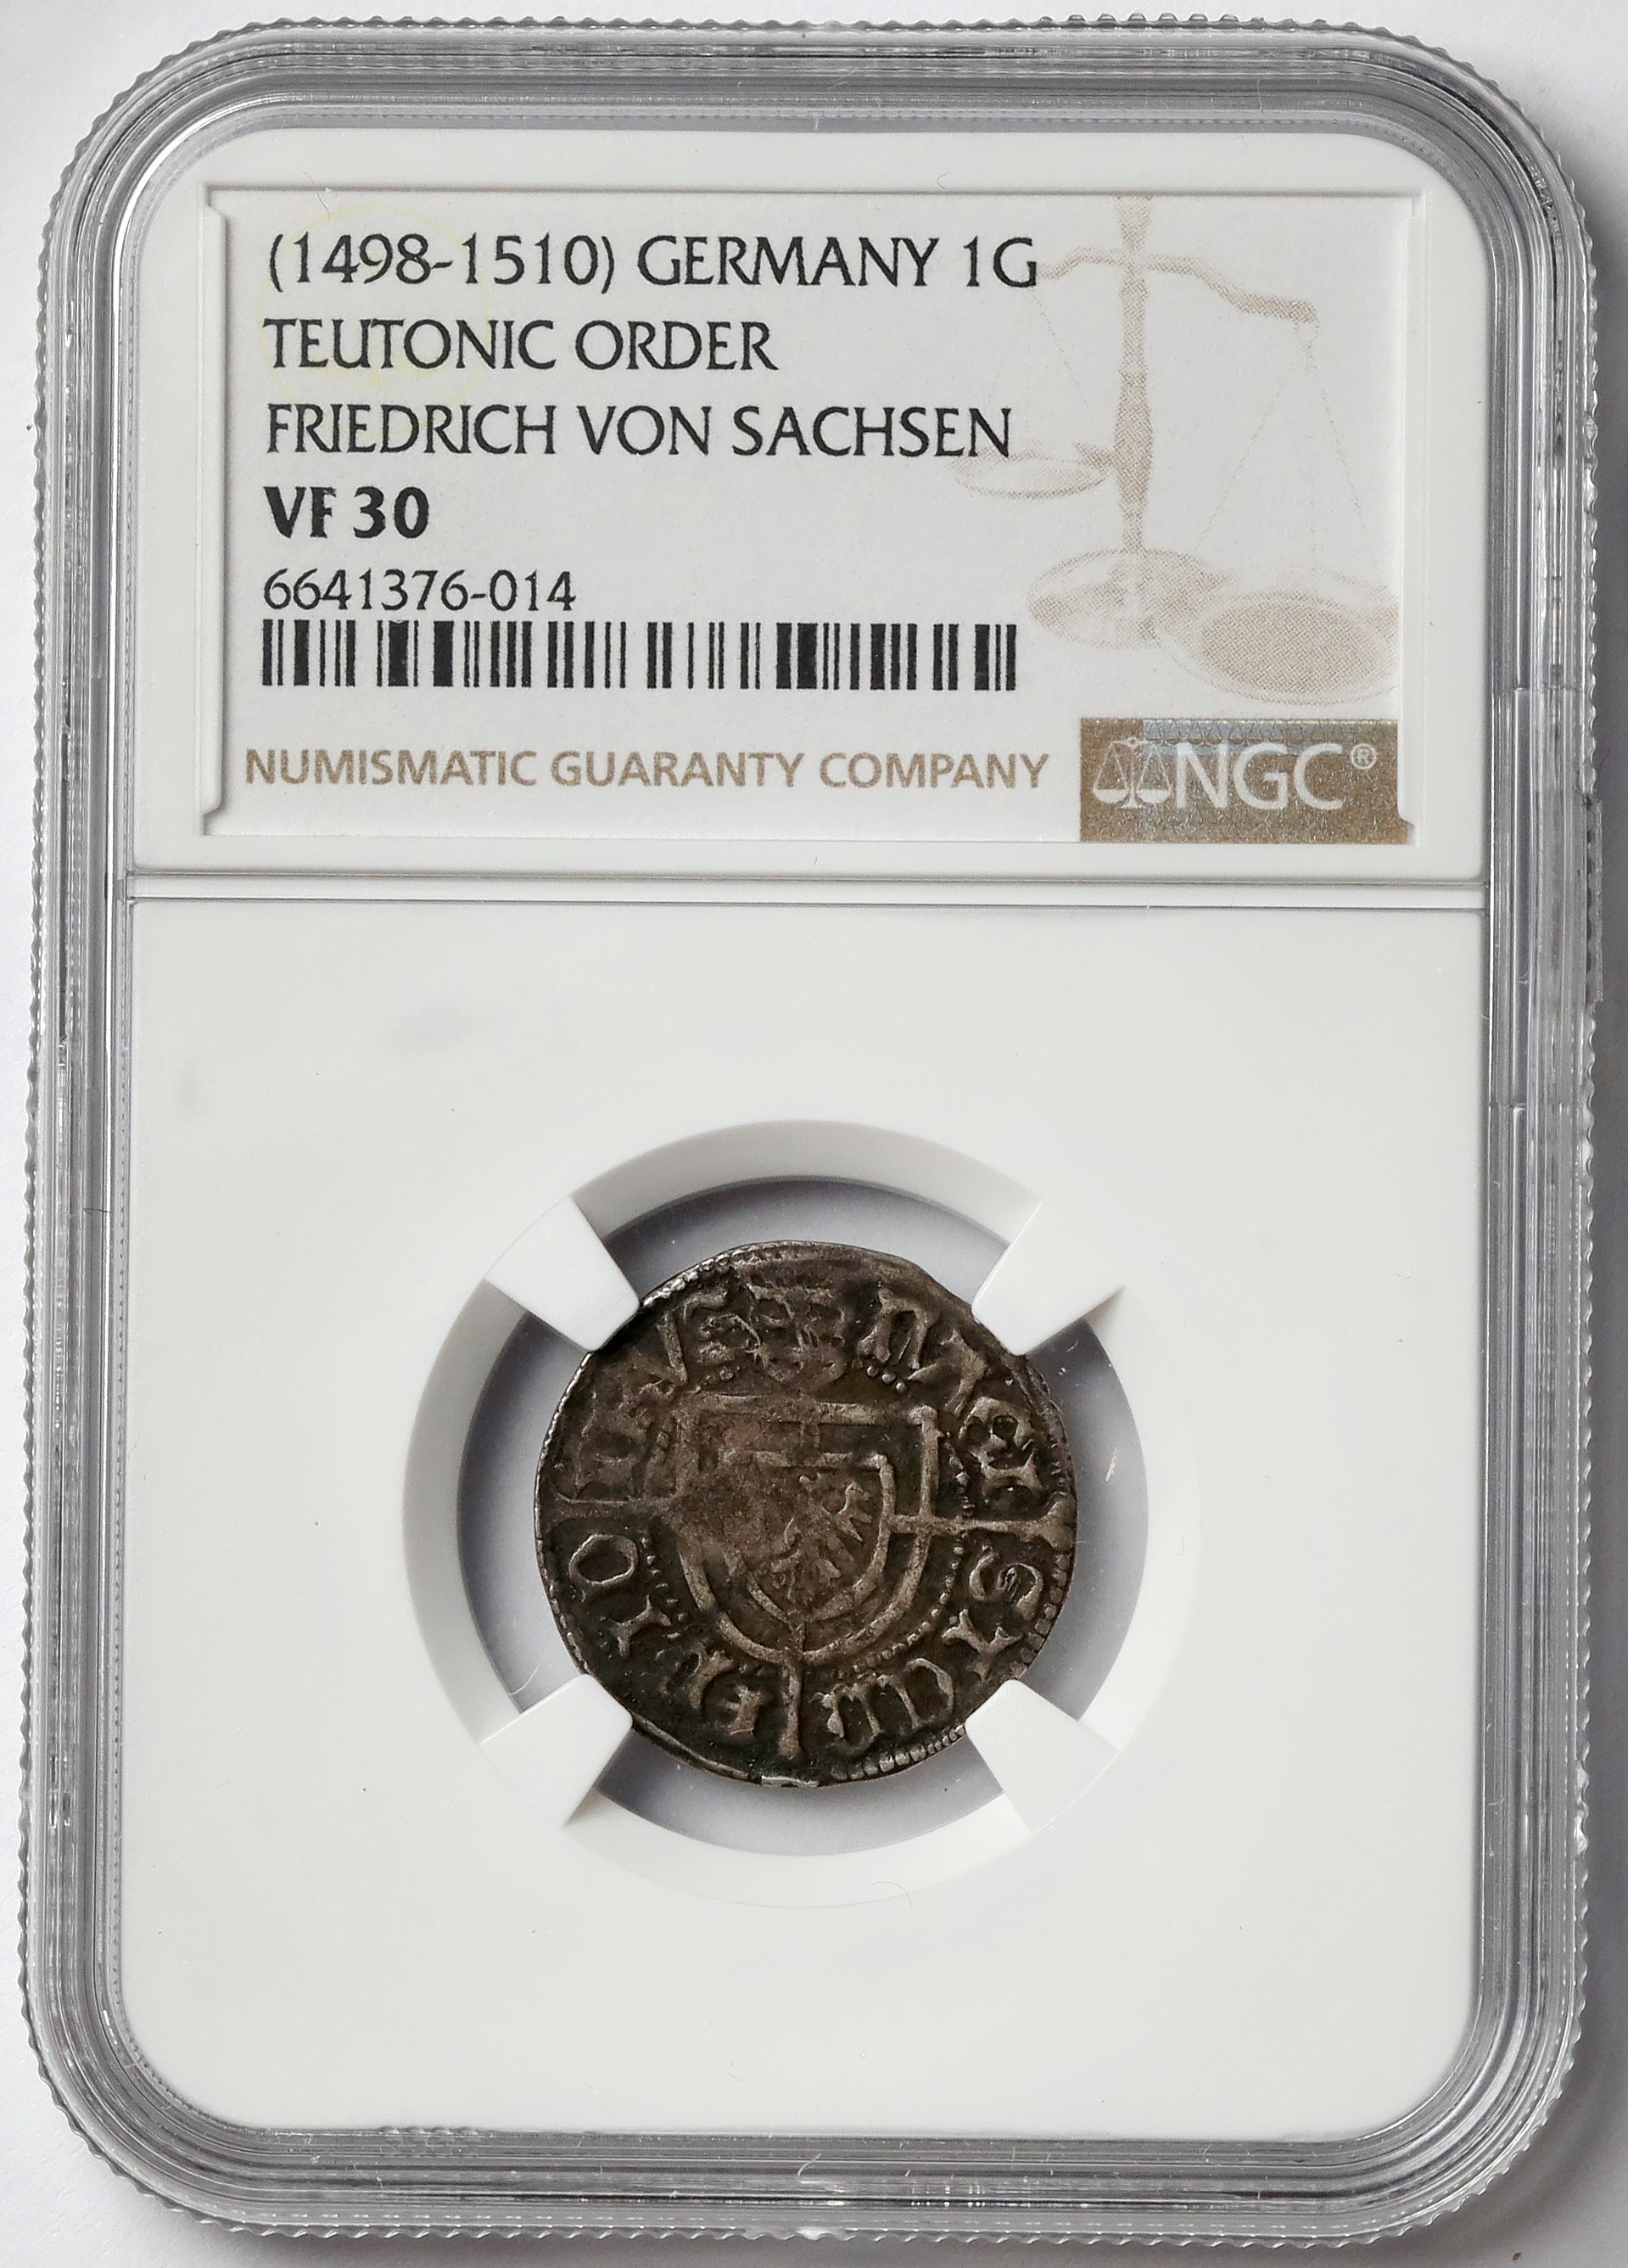 (1498-1510) GERMANY 1G
TEUTONIC ORDER
FRIEDRICH VON SACHSEN
VF 30
6641376-014
NUMISMATIC GUARANTY COMPANY
NGC®